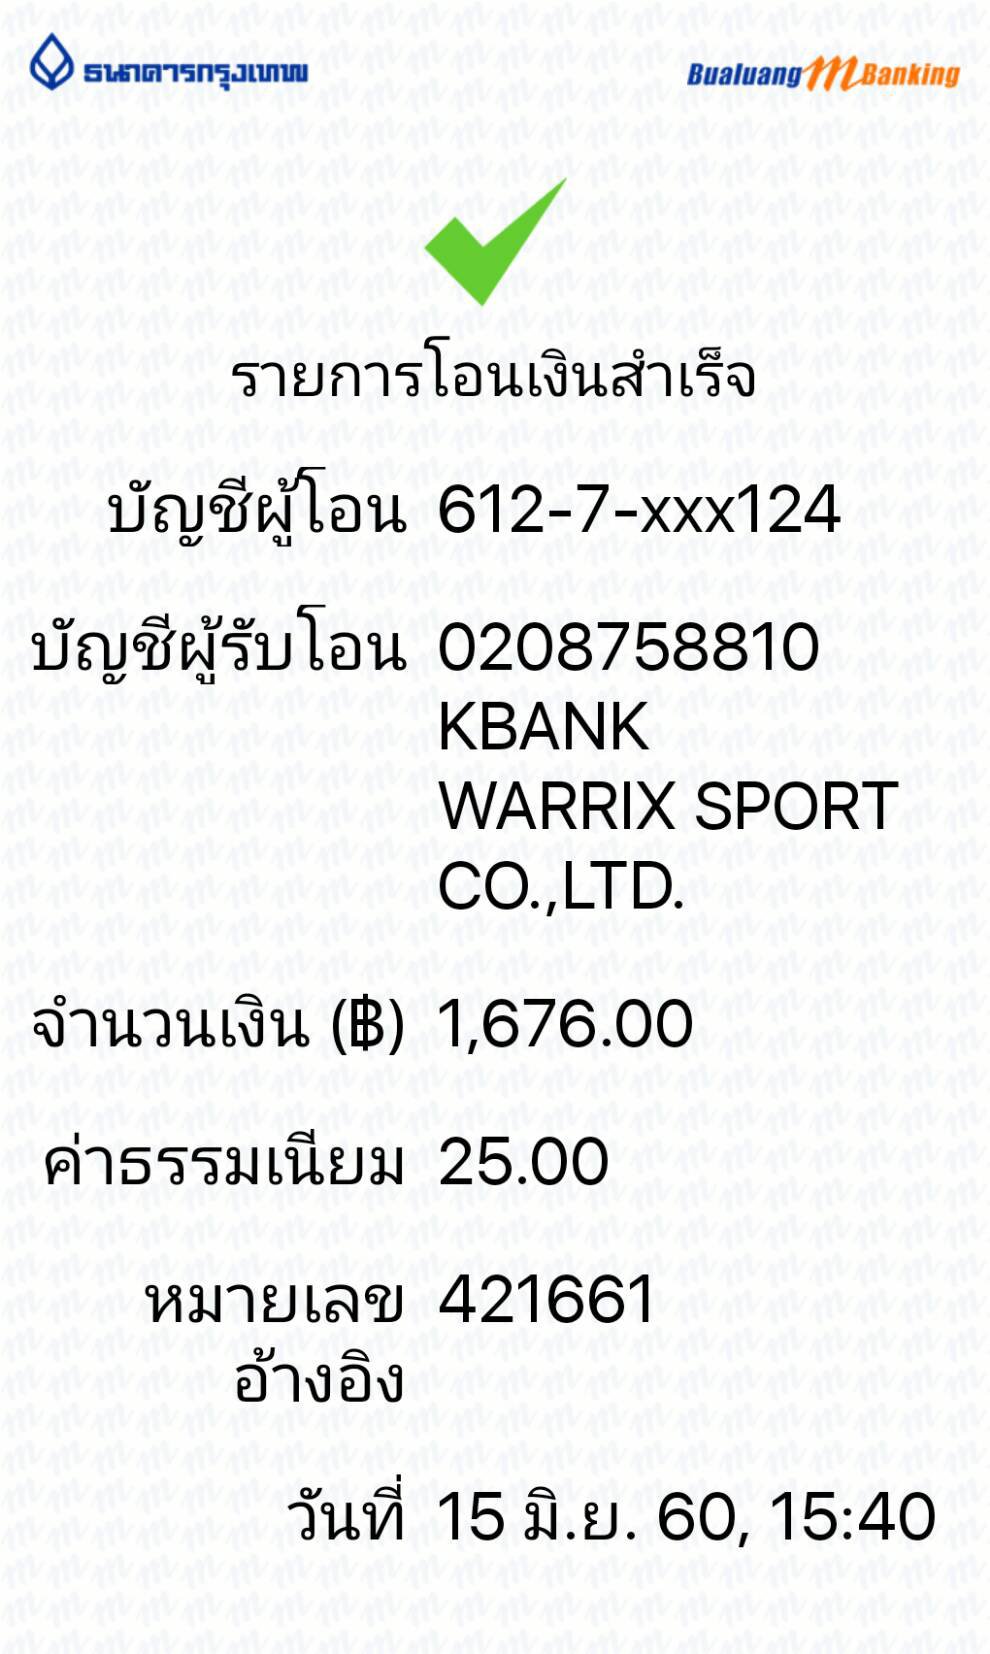 ธนาคารกรุงเทพ
Bualuang mBanking
รายการโอนเงินสำเร็จ
บัญชีผู้โอน 612-7-xxx124
บัญชีผู้รับโอน 0208758810
KBANK
WARRIX SPORT
CO.,LTD.
จำนวนเงิน (฿) 1,676.00
ค่าธรรมเนียม 25.00
หมายเลข 421661
อ้างอิง
วันที่ 15 มิ.ย. 60, 15:40